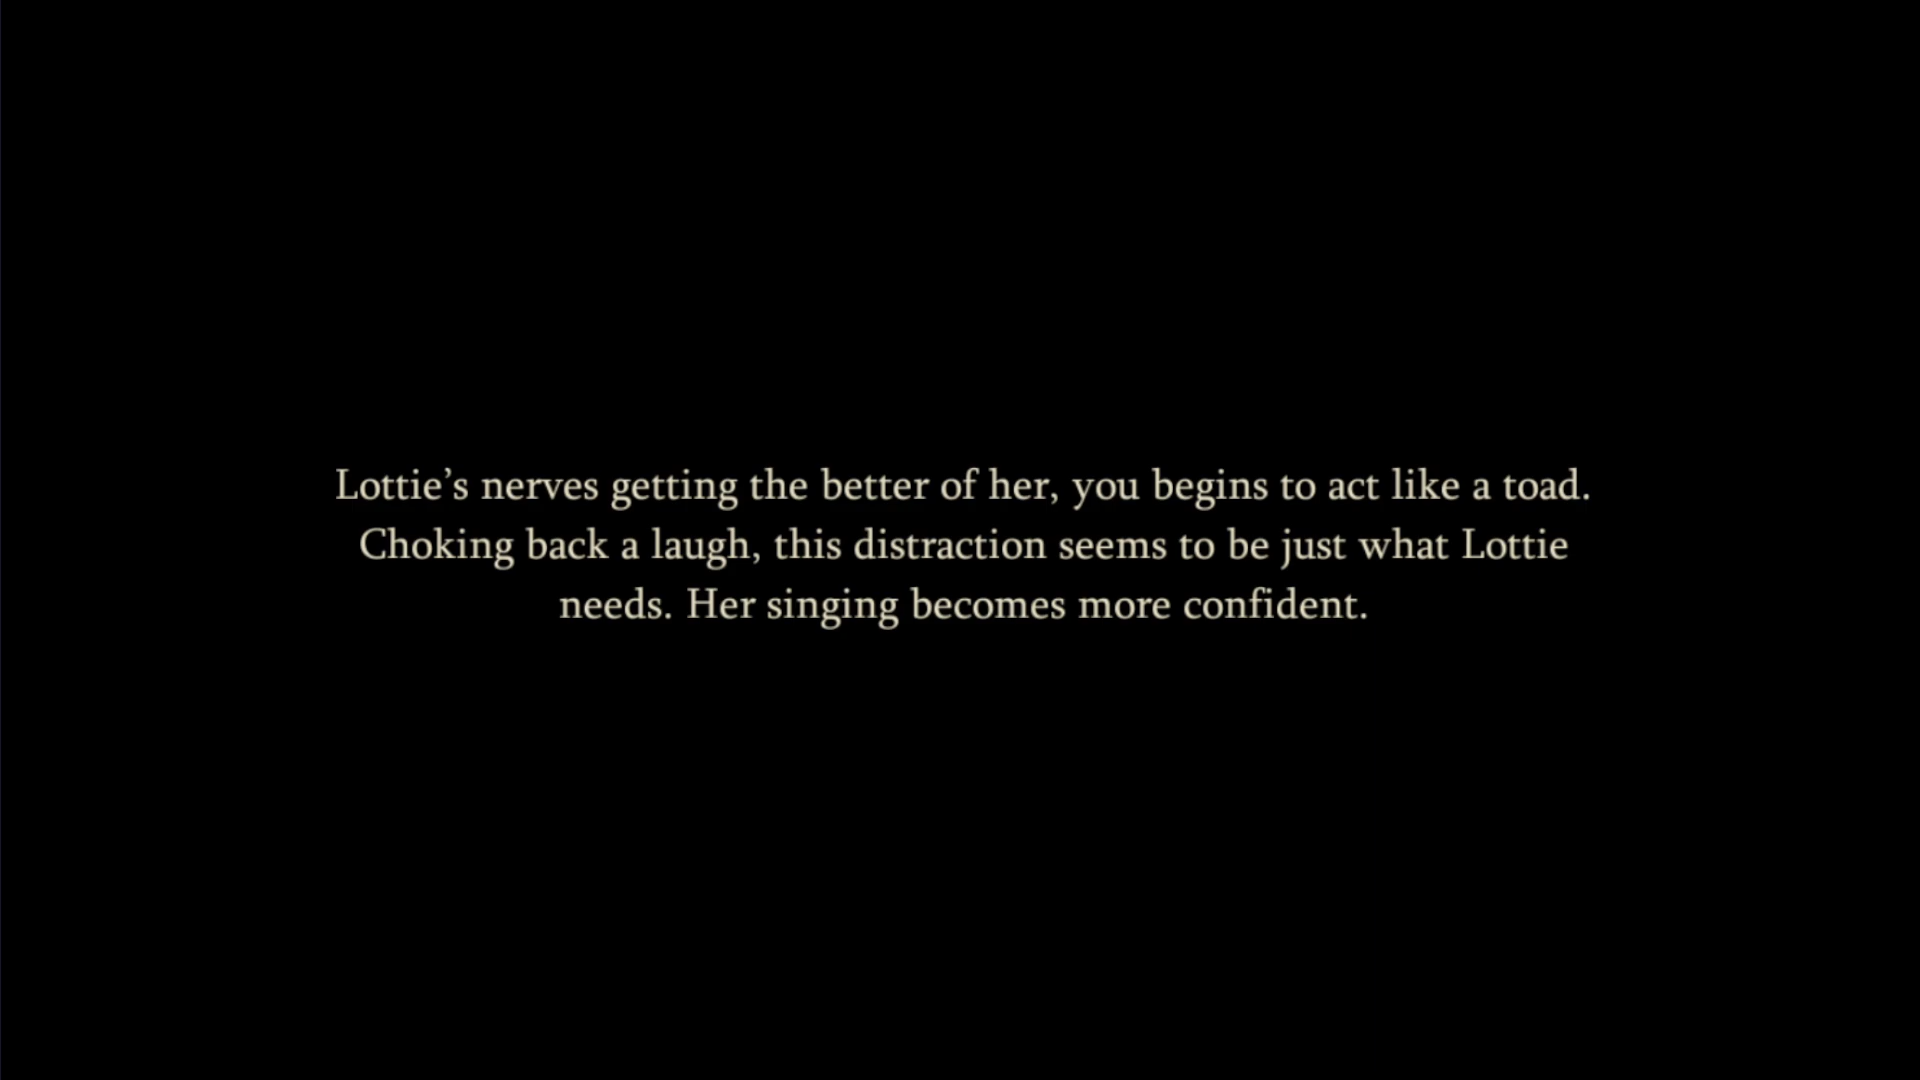 Lottie’s nerves getting the better of her, you begins to act like a toad.
Choking back a laugh, this distraction seems to be just what Lottie
needs. Her singing becomes more confident.